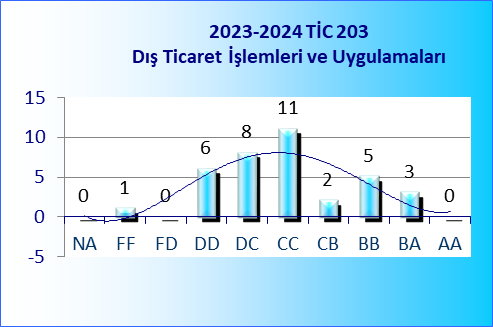 2023-2024 TİC 203
Dış Ticaret İşlemleri ve Uygulamaları
15
10
5
0
-5
0 1 0 6 8 11 2 5 3 0
NA FF FD DD DC CC CB BB BA AA